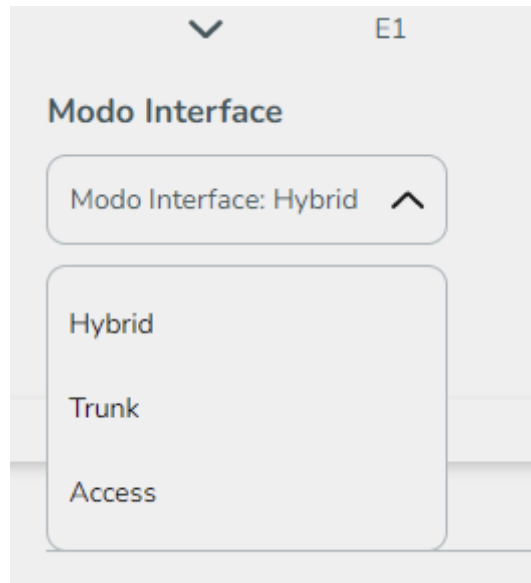 E1
Modo Interface
Modo Interface: Hybrid
Hybrid
Trunk
Access